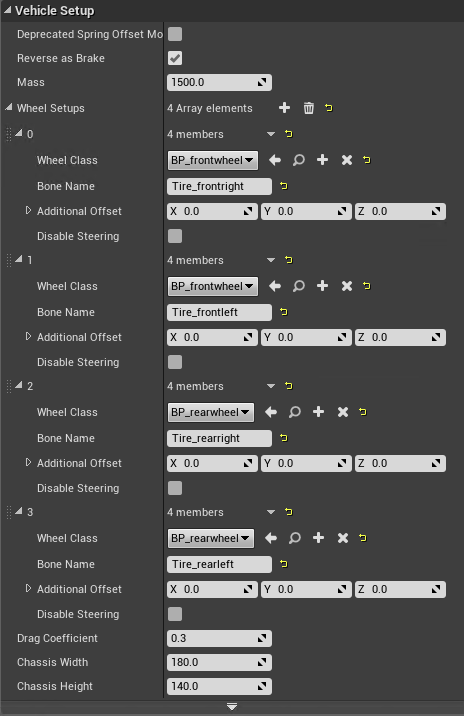 Vehicle Setup
Deprecated Spring Offset Mo
Reverse as Brake
Mass 1500.0
Wheel Setups 4 Array elements
0 4 members
Wheel Class BP_frontwheel
Bone Name Tire_frontright
Additional Offset X 0.0 Y 0.0 Z 0.0
Disable Steering
1 4 members
Wheel Class BP_frontwheel
Bone Name Tire_frontleft
Additional Offset X 0.0 Y 0.0 Z 0.0
Disable Steering
2 4 members
Wheel Class BP_rearwheel
Bone Name Tire_rearright
Additional Offset X 0.0 Y 0.0 Z 0.0
Disable Steering
3 4 members
Wheel Class BP_rearwheel
Bone Name Tire_rearleft
Additional Offset X 0.0 Y 0.0 Z 0.0
Disable Steering
Drag Coefficient 0.3
Chassis Width 180.0
Chassis Height 140.0